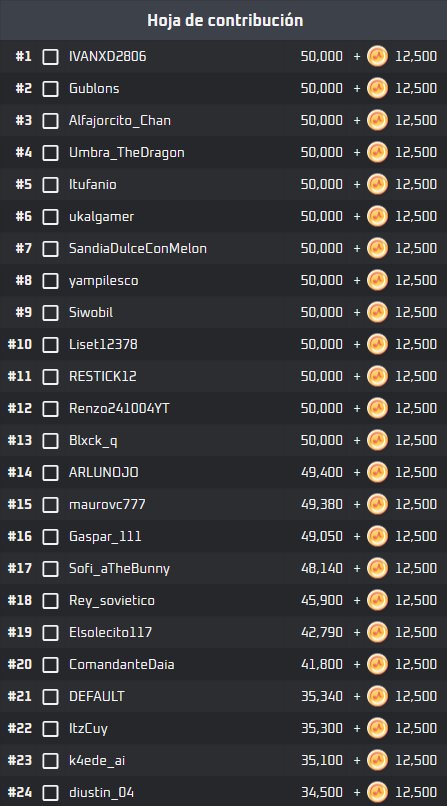 Hoja de contribución
#1 IVANXD2806 50,000 + 12,500
#2 Gublons 50,000 + 12,500
#3 Alfajorcito_Chan 50,000 + 12,500
#4 Umbra_TheDragon 50,000 + 12,500
#5 Itufanio 50,000 + 12,500
#6 ukalgamer 50,000 + 12,500
#7 SandiaDulceConMelon 50,000 + 12,500
#8 yampilesco 50,000 + 12,500
#9 Siwobil 50,000 + 12,500
#10 Liset12378 50,000 + 12,500
#11 RESTICK12 50,000 + 12,500
#12 Renzo241004YT 50,000 + 12,500
#13 Blxck_q 50,000 + 12,500
#14 ARLUNOJO 49,400 + 12,500
#15 maurovc777 49,380 + 12,500
#16 Gaspar_111 49,050 + 12,500
#17 Sofi_aTheBunny 48,140 + 12,500
#18 Rey_sovietico 45,900 + 12,500
#19 Elsolecito117 42,790 + 12,500
#20 ComandanteDaia 41,800 + 12,500
#21 DEFAULT 35,340 + 12,500
#22 ItzCuy 35,300 + 12,500
#23 k4ede_ai 35,100 + 12,500
#24 diustin_04 34,500 + 12,500